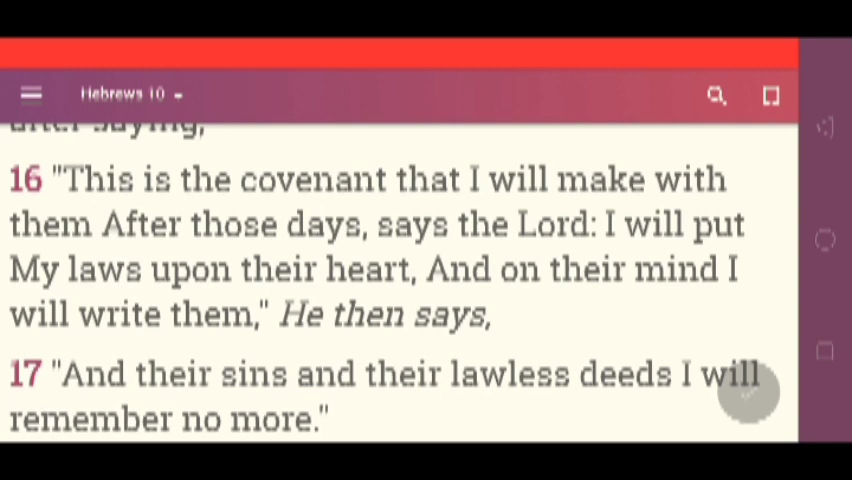 Hebrews 10
after saying,
16 "This is the covenant that I will make with
them After those days, says the Lord: I will put
My laws upon their heart, And on their mind I
will write them," He then says,
17 "And their sins and their lawless deeds I will
remember no more."